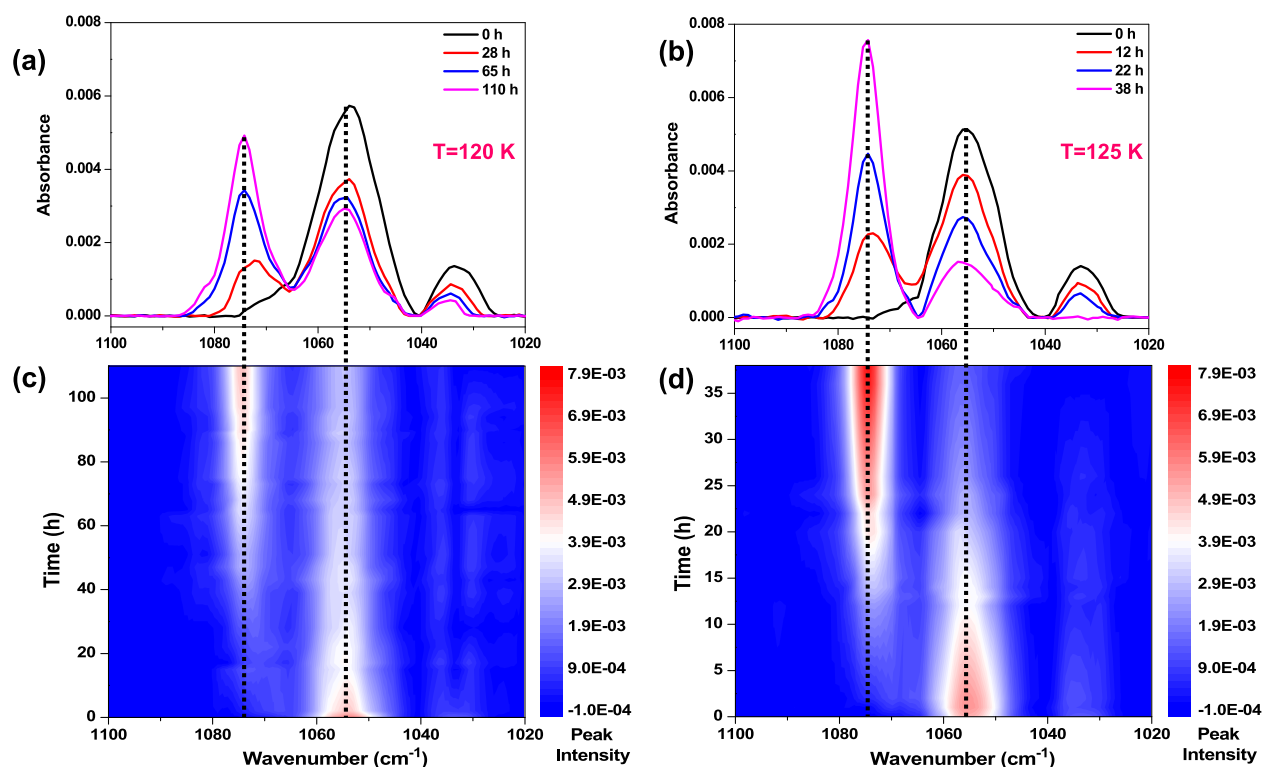 (a)
0.008
0.006
0.004
0.002
0.000
Absorbance
0 h
28 h
65 h
110 h
T=120 K
1100
1080
1060
1040
1020
(b)
0.008
0.006
0.004
0.002
0.000
Absorbance
0 h
12 h
22 h
38 h
T=125 K
1100
1080
1060
1040
1020
(c)
100
80
60
40
20
0
Time (h)
1100
1080
1060
1040
1020
Wavenumber (cm⁻¹)
7.9E-03
6.9E-03
5.9E-03
4.9E-03
3.9E-03
2.9E-03
1.9E-03
9.0E-04
-1.0E-04
Peak
Intensity
(d)
35
30
25
20
15
10
5
0
Time (h)
1100
1080
1060
1040
1020
Wavenumber (cm⁻¹)
7.9E-03
6.9E-03
5.9E-03
4.9E-03
3.9E-03
2.9E-03
1.9E-03
9.0E-04
-1.0E-04
Peak
Intensity